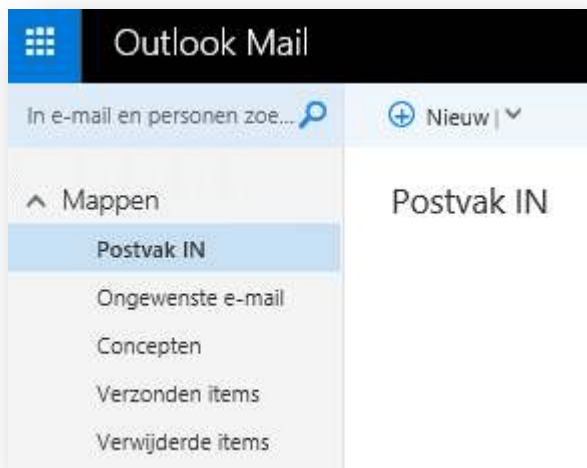 Outlook Mail
In e-mail en personen zoe...
Nieuw |
Mappen
Postvak IN
Postvak IN
Ongewenste e-mail
Concepten
Verzonden items
Verwijderde items